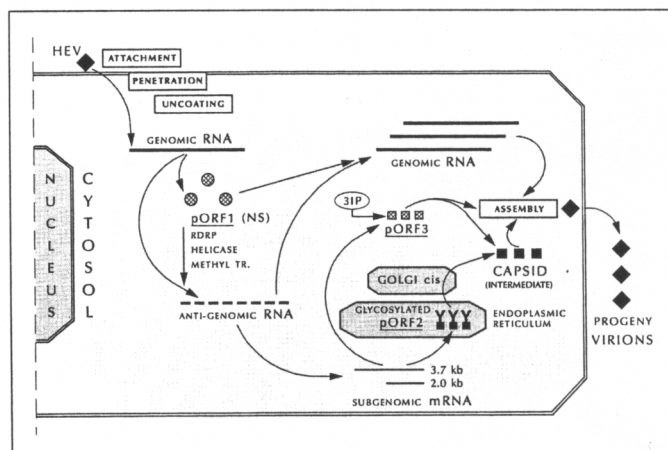 HEV
ATTACHMENT
PENETRATION
UNCOATING
GENOMIC RNA
GENOMIC RNA
NUCLEUS
CYTOSOL
pORF1 (NS)
RDRP
HELICASE
METHYL TR.
3IP
pORF3
ASSEMBLY
CAPSID
(INTERMEDIATE)
GOLGI cis
GLYCOSYLATED
pORF2
ENDOPLASMIC
RETICULUM
PROGENY
VIRIONS
ANTI-GENOMIC RNA
3.7 kb
2.0 kb
SUBGENOMIC mRNA